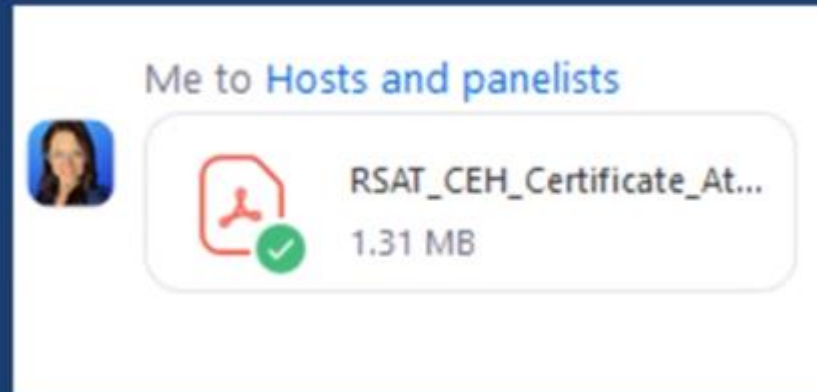 Me to Hosts and panelists
RSAT_CEH_Certificate_At...
1.31 MB